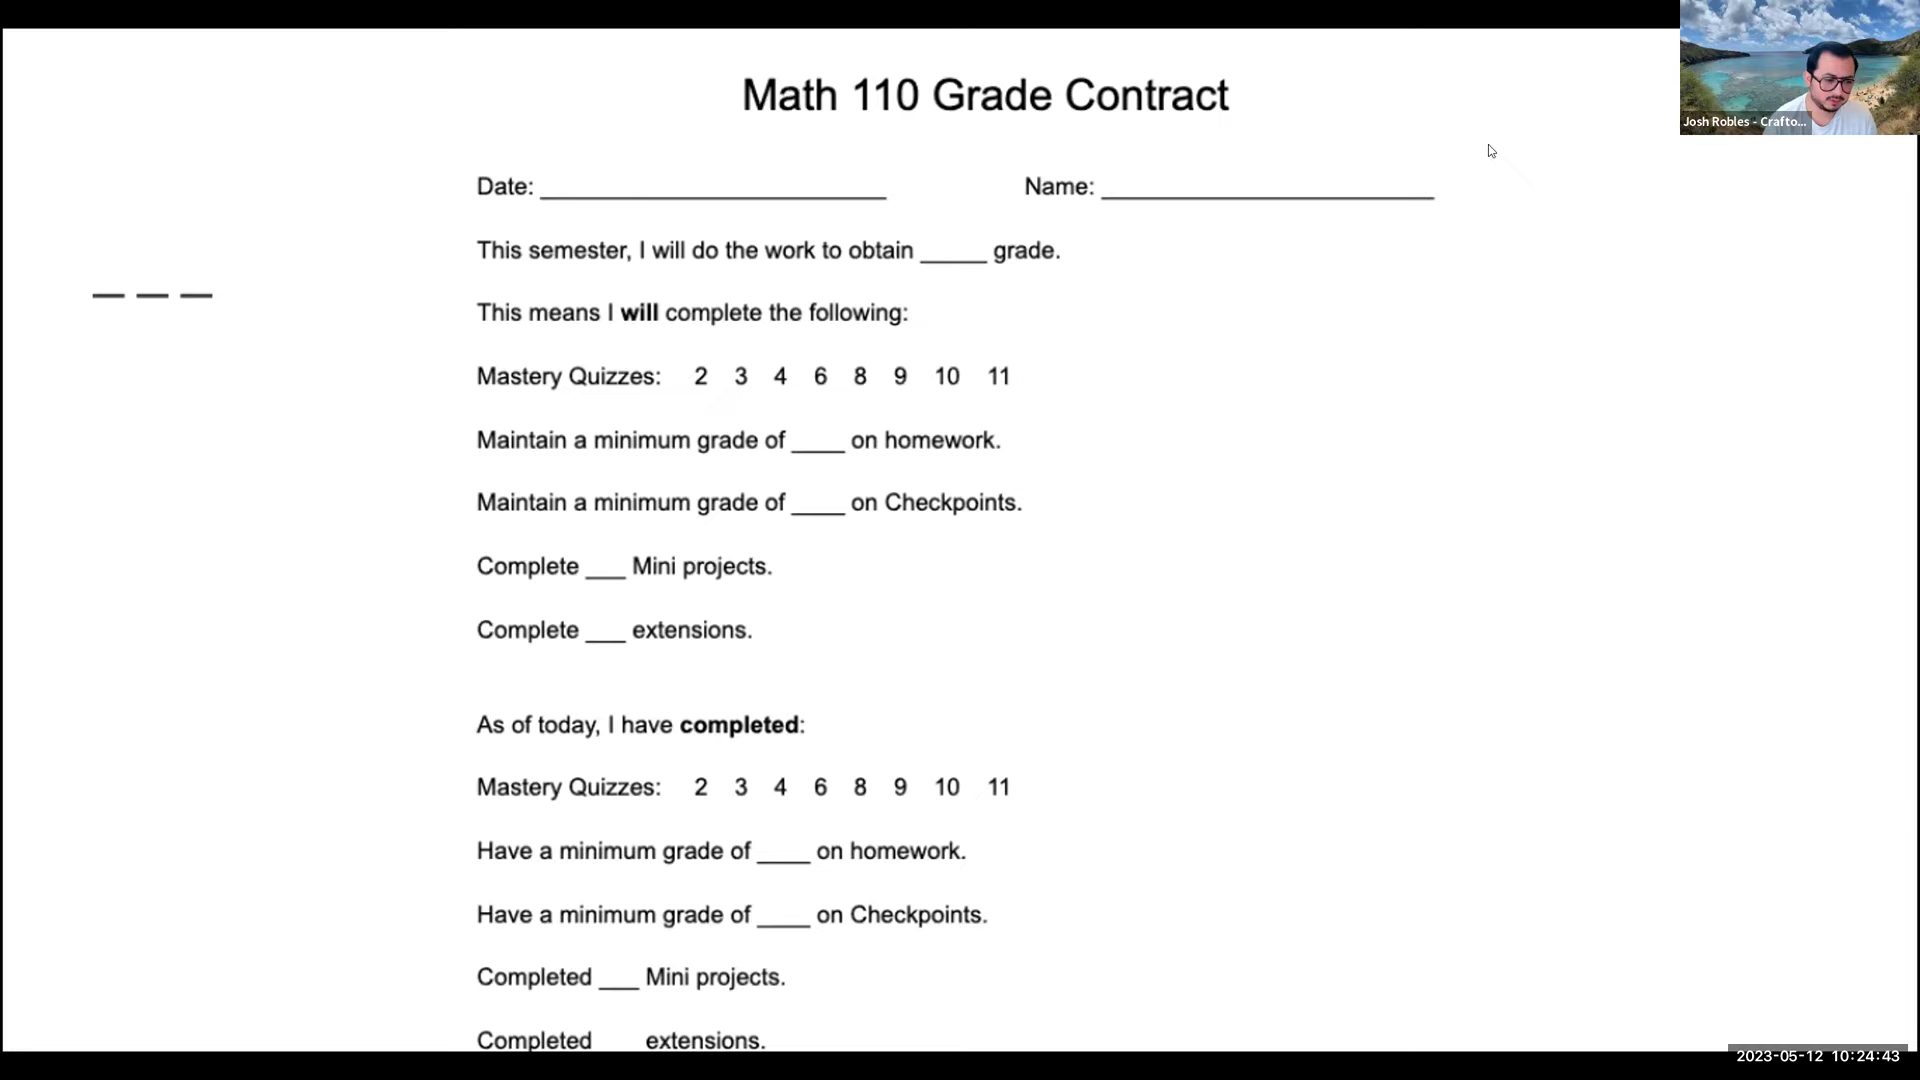 Math 110 Grade Contract
Josh Robles - Crafto...
Date: __________________________ Name: _________________________
This semester, I will do the work to obtain _____ grade.
This means I will complete the following:
Mastery Quizzes: 2 3 4 6 8 9 10 11
Maintain a minimum grade of ____ on homework.
Maintain a minimum grade of ____ on Checkpoints.
Complete ___ Mini projects.
Complete ___ extensions.
As of today, I have completed:
Mastery Quizzes: 2 3 4 6 8 9 10 11
Have a minimum grade of ____ on homework.
Have a minimum grade of ____ on Checkpoints.
Completed ___ Mini projects.
Completed extensions.
2023-05-12 10:24:43